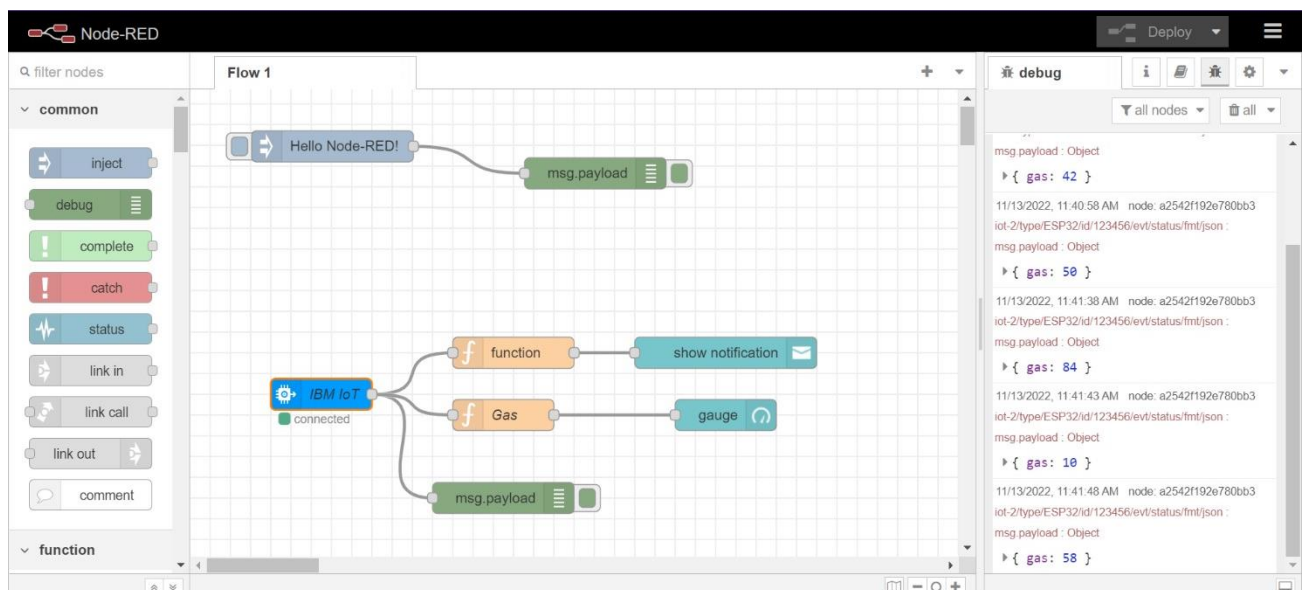 Node-RED
Deploy
filter nodes
Flow 1
debug
i
common
all nodes
all
inject
debug
complete
catch
status
link in
link call
link out
comment
function
Hello Node-RED!
msg.payload
IBM IoT
connected
function
show notification
Gas
gauge
msg.payload
msg.payload : Object
{ gas: 42 }
11/13/2022, 11:40:58 AM node: a2542f192e780bb3
iot-2/type/ESP32/id/123456/evt/status/fmt/json :
msg.payload : Object
{ gas: 50 }
11/13/2022, 11:41:38 AM node: a2542f192e780bb3
iot-2/type/ESP32/id/123456/evt/status/fmt/json :
msg.payload : Object
{ gas: 84 }
11/13/2022, 11:41:43 AM node: a2542f192e780bb3
iot-2/type/ESP32/id/123456/evt/status/fmt/json :
msg.payload : Object
{ gas: 10 }
11/13/2022, 11:41:48 AM node: a2542f192e780bb3
iot-2/type/ESP32/id/123456/evt/status/fmt/json :
msg.payload : Object
{ gas: 58 }